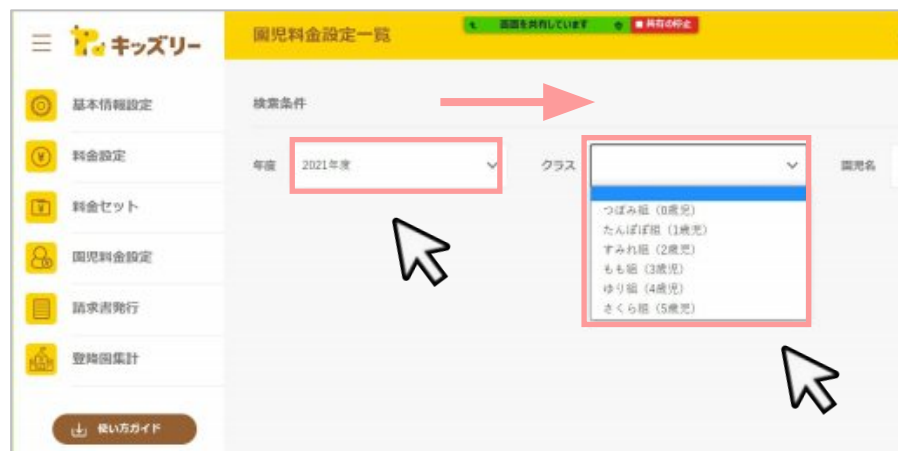 キッズリー
園児料金設定一覧
画面を共有しています
共有の停止
基本情報設定
料金設定
料金セット
園児料金設定
請求書発行
登降園集計
使い方ガイド
検索条件
年度 2021年度 クラス 園児名
つぼみ組（0歳児）
たんぽぽ組（1歳児）
すみれ組（2歳児）
もも組（3歳児）
ゆり組（4歳児）
さくら組（5歳児）